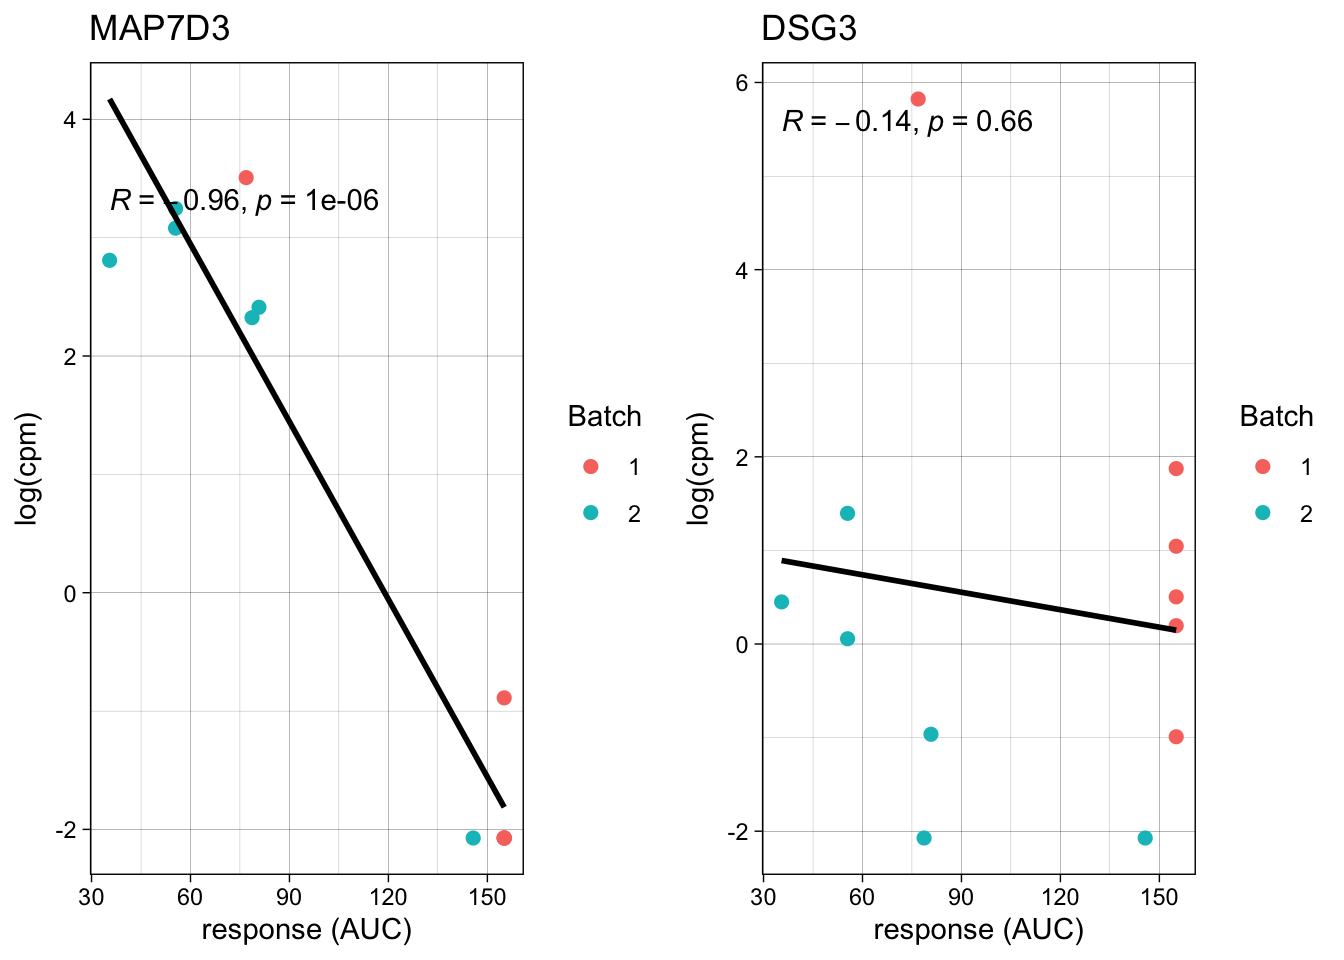 MAP7D3
R = −0.96, p = 1e-06
4
2
0
-2
30 60 90 120 150
response (AUC)
log(cpm)
Batch
1
2
DSG3
R = −0.14, p = 0.66
6
4
2
0
-2
30 60 90 120 150
response (AUC)
log(cpm)
Batch
1
2